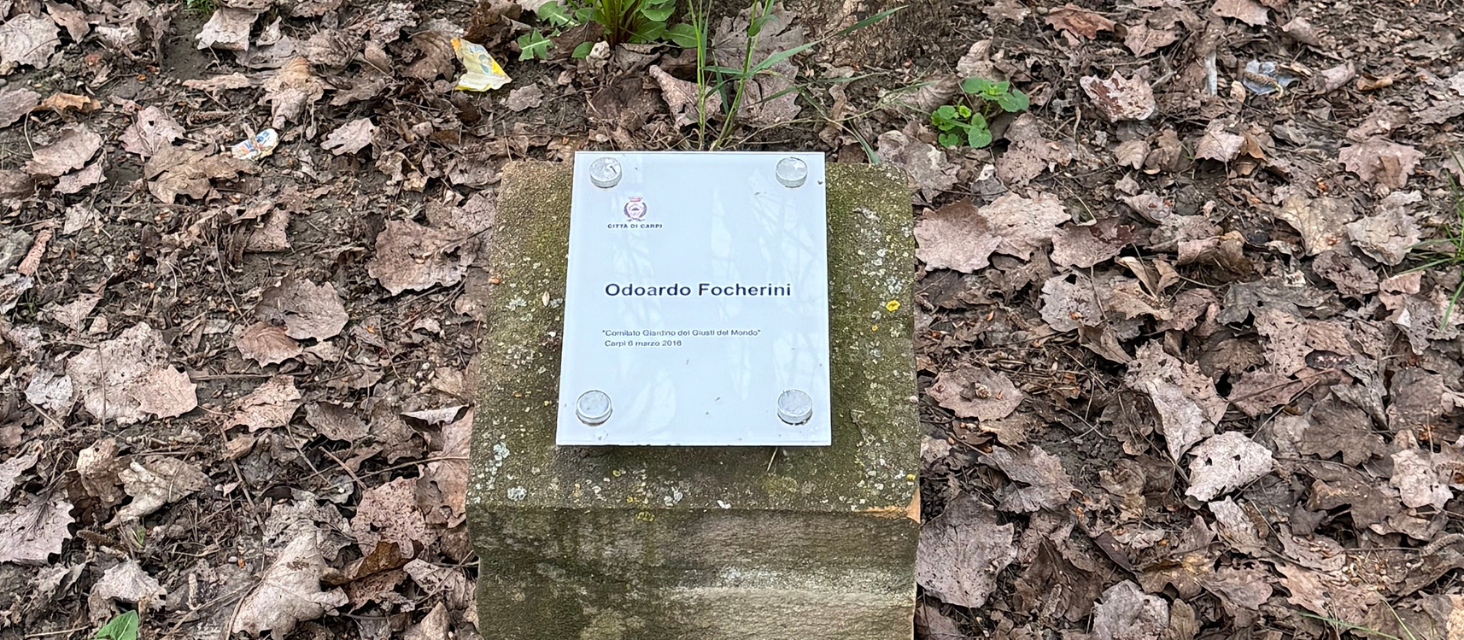 CITTÀ DI CARPI
Odoardo Focherini
"Comitato Giardino dei Giusti del Mondo"
Carpi 6 marzo 2016